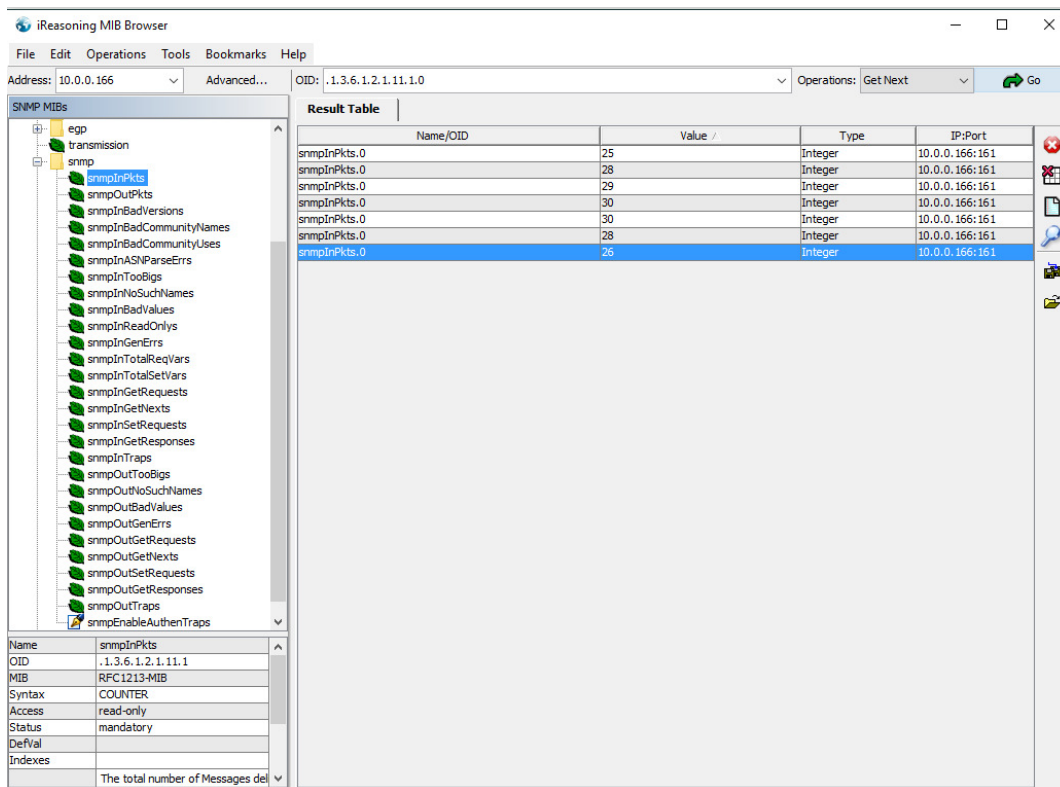 iReasoning MIB Browser
File Edit Operations Tools Bookmarks Help
Address: 10.0.0.166 Advanced... OID: .1.3.6.1.2.1.11.1.0 Operations: Get Next Go
SNMP MIBs
egp
transmission
snmp
snmpInPkts
snmpOutPkts
snmpInBadVersions
snmpInBadCommunityNames
snmpInBadCommunityUses
snmpInASNParseErrs
snmpInTooBigs
snmpInNoSuchNames
snmpInBadValues
snmpInReadOnlys
snmpInGenErrs
snmpInTotalReqVars
snmpInTotalSetVars
snmpInGetRequests
snmpInGetNexts
snmpInSetRequests
snmpInGetResponses
snmpInTraps
snmpOutTooBigs
snmpOutNoSuchNames
snmpOutBadValues
snmpOutGenErrs
snmpOutGetRequests
snmpOutGetNexts
snmpOutSetRequests
snmpOutGetResponses
snmpOutTraps
snmpEnableAuthenTraps
Name snmpInPkts
OID .1.3.6.1.2.1.11.1
MIB RFC1213-MIB
Syntax COUNTER
Access read-only
Status mandatory
DefVal
Indexes
The total number of Messages del
Result Table
Name/OID Value Type IP:Port
snmpInPkts.0 25 Integer 10.0.0.166:161
snmpInPkts.0 28 Integer 10.0.0.166:161
snmpInPkts.0 29 Integer 10.0.0.166:161
snmpInPkts.0 30 Integer 10.0.0.166:161
snmpInPkts.0 30 Integer 10.0.0.166:161
snmpInPkts.0 28 Integer 10.0.0.166:161
snmpInPkts.0 26 Integer 10.0.0.166:161